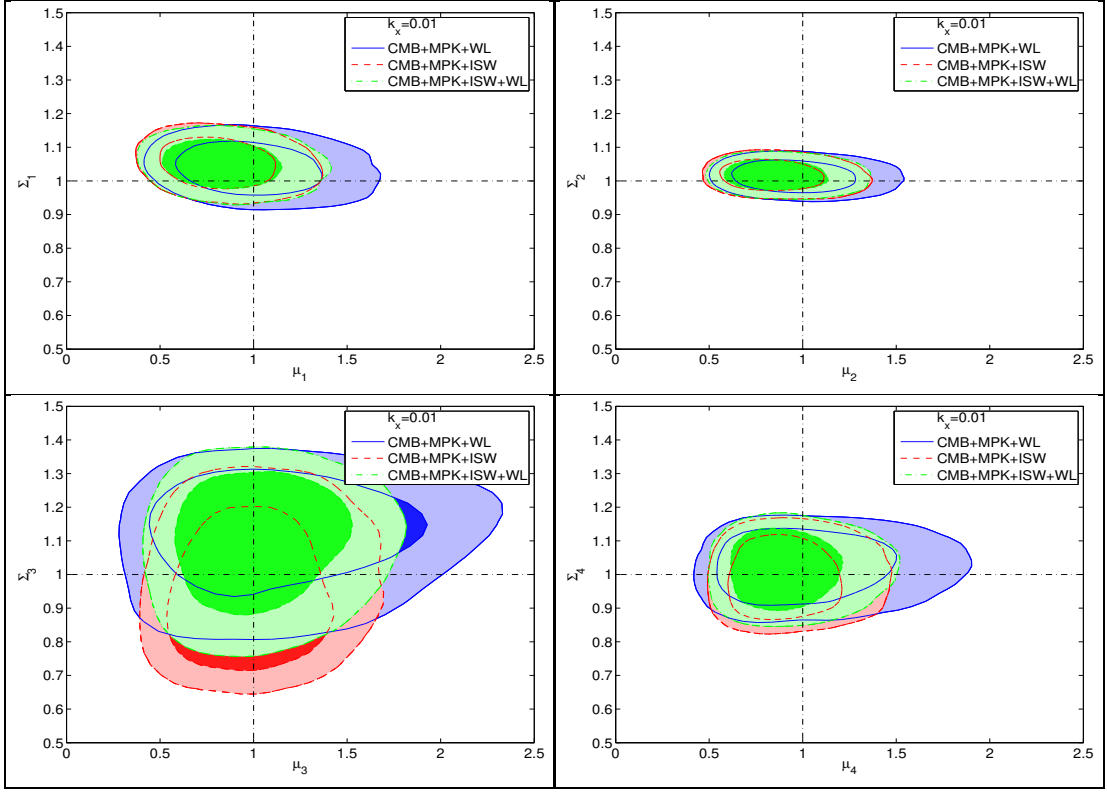 1.5
1.4
1.3
1.2
1.1
1
0.9
0.8
0.7
0.6
0.5
0 0.5 1 1.5 2 2.5
Σ1
μ1
kx=0.01
CMB+MPK+WL
CMB+MPK+ISW
CMB+MPK+ISW+WL
1.5
1.4
1.3
1.2
1.1
1
0.9
0.8
0.7
0.6
0.5
0 0.5 1 1.5 2 2.5
Σ2
μ2
kx=0.01
CMB+MPK+WL
CMB+MPK+ISW
CMB+MPK+ISW+WL
1.5
1.4
1.3
1.2
1.1
1
0.9
0.8
0.7
0.6
0.5
0 0.5 1 1.5 2 2.5
Σ3
μ3
kx=0.01
CMB+MPK+WL
CMB+MPK+ISW
CMB+MPK+ISW+WL
1.5
1.4
1.3
1.2
1.1
1
0.9
0.8
0.7
0.6
0.5
0 0.5 1 1.5 2 2.5
Σ4
μ4
kx=0.01
CMB+MPK+WL
CMB+MPK+ISW
CMB+MPK+ISW+WL